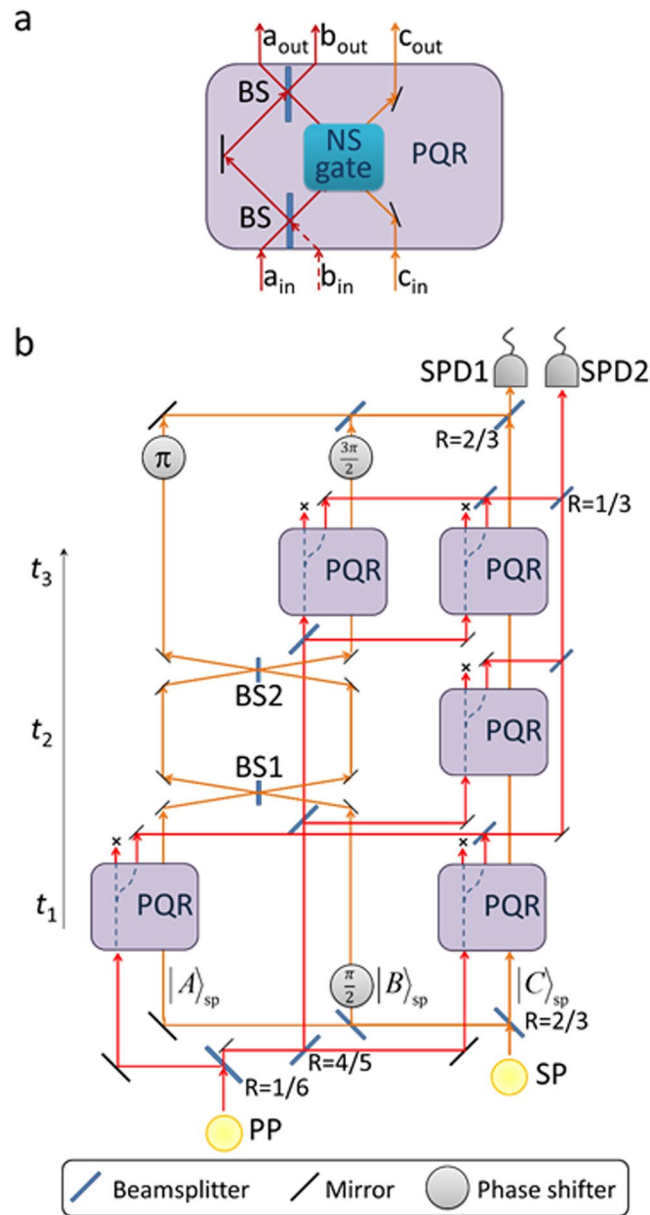 a
a_out b_out c_out
BS
NS
gate
PQR
BS
a_in b_in c_in
b
SPD1 SPD2
R=2/3
π
3π/2
R=1/3
× ×
t_3
PQR PQR
BS2
×
t_2
BS1
PQR
× ×
t_1
PQR PQR
|A⟩_sp π/2 |B⟩_sp |C⟩_sp
R=2/3
R=4/5
R=1/6
SP
PP
Beamsplitter Mirror Phase shifter